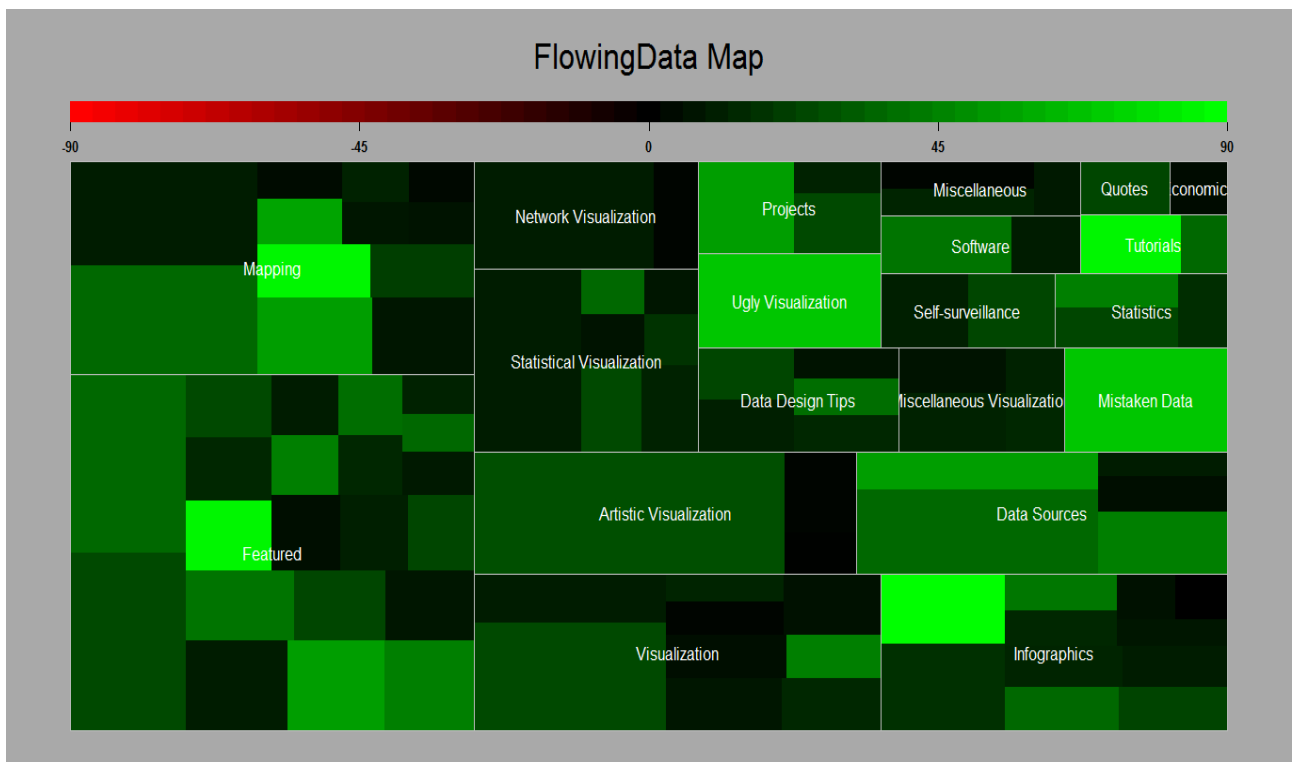 FlowingData Map
-90 -45 0 45 90
Miscellaneous Quotes conomic
Network Visualization Projects
Software Tutorials
Mapping
Ugly Visualization Self-surveillance Statistics
Statistical Visualization
Data Design Tips liscellaneous Visualizatio Mistaken Data
Artistic Visualization Data Sources
Featured
Visualization Infographics